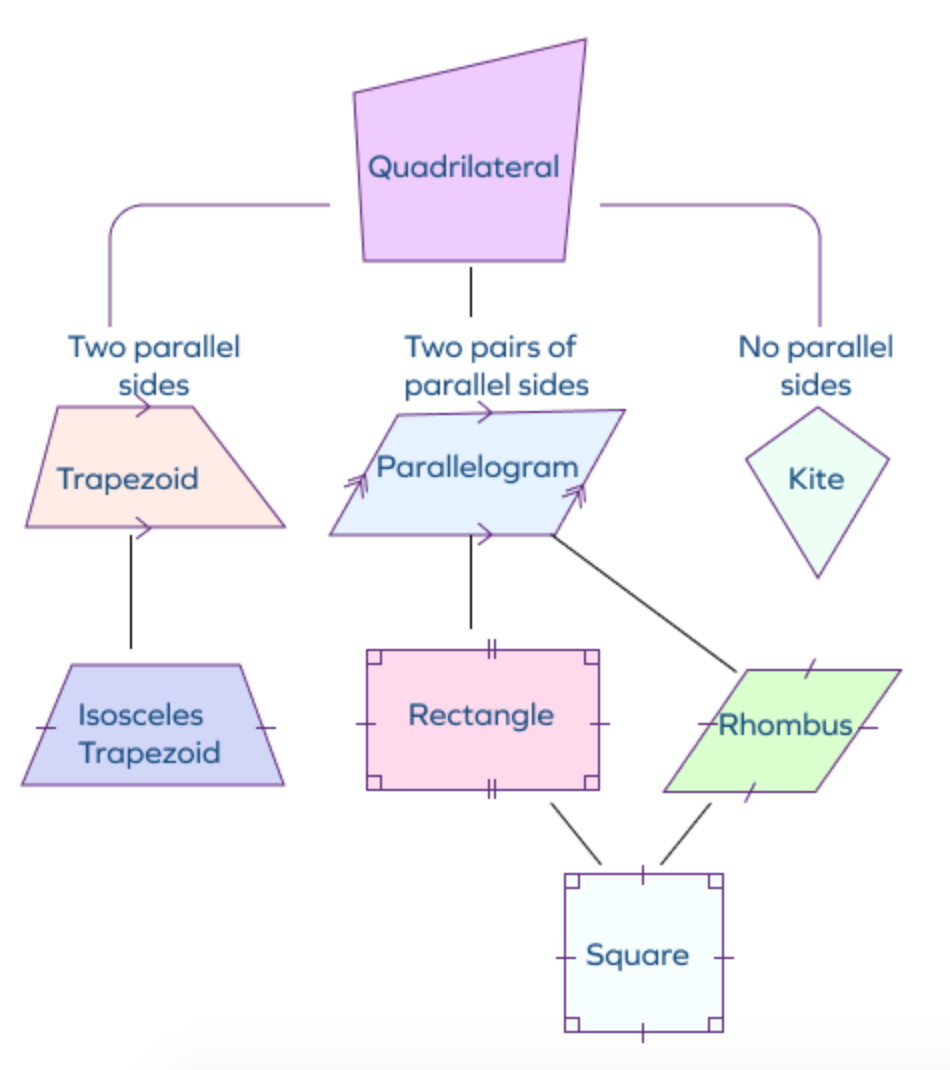 Quadrilateral
Two parallel
sides
Two pairs of
parallel sides
No parallel
sides
Trapezoid
Parallelogram
Kite
Isosceles
Trapezoid
Rectangle
Rhombus
Square